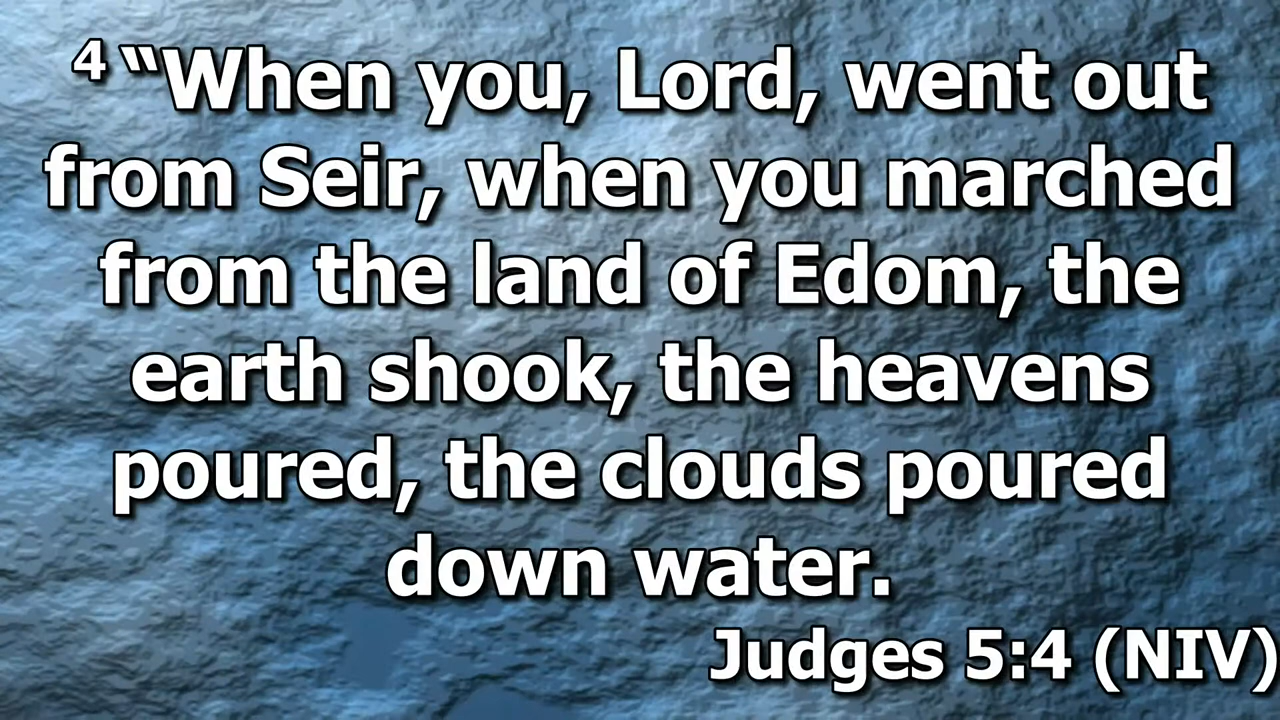 4 “When you, Lord, went out
from Seir, when you marched
from the land of Edom, the
earth shook, the heavens
poured, the clouds poured
down water.
Judges 5:4 (NIV)